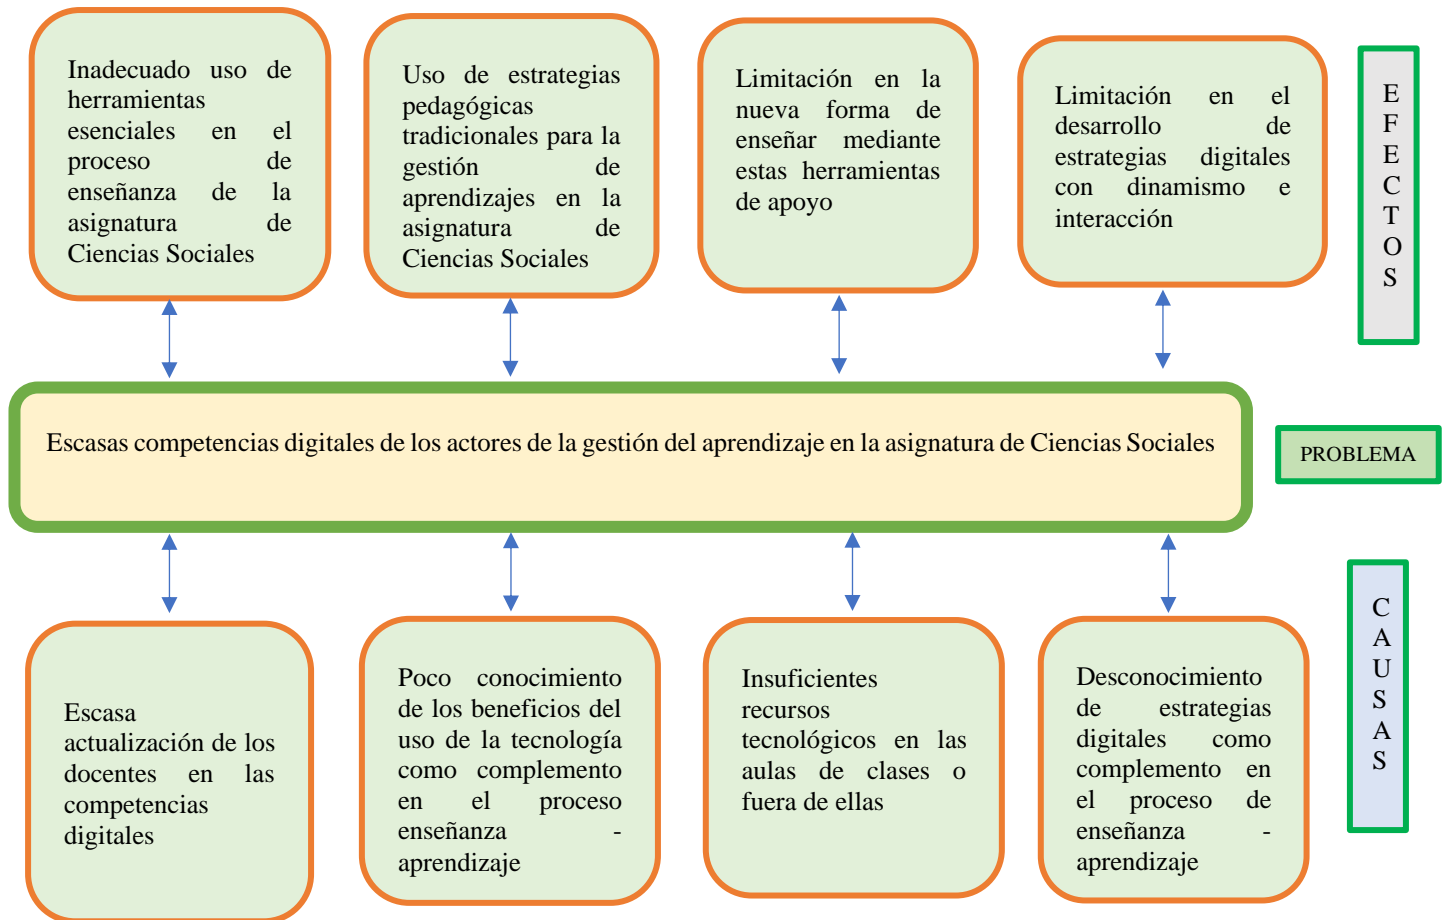 Inadecuado uso de
herramientas
esenciales en el
proceso de
enseñanza de la
asignatura de
Ciencias Sociales
Uso de estrategias
pedagógicas
tradicionales para la
gestión de
aprendizajes en la
asignatura de
Ciencias Sociales
Limitación en la
nueva forma de
enseñar mediante
estas herramientas
de apoyo
Limitación en el
desarrollo de
estrategias digitales
con dinamismo e
interacción
E
F
E
C
T
O
S
Escasas competencias digitales de los actores de la gestión del aprendizaje en la asignatura de Ciencias Sociales
PROBLEMA
Escasa
actualización de los
docentes en las
competencias
digitales
Poco conocimiento
de los beneficios del
uso de la tecnología
como complemento
en el proceso
enseñanza -
aprendizaje
Insuficientes
recursos
tecnológicos en las
aulas de clases o
fuera de ellas
Desconocimiento
de estrategias
digitales como
complemento en
el proceso de
enseñanza -
aprendizaje
C
A
U
S
A
S